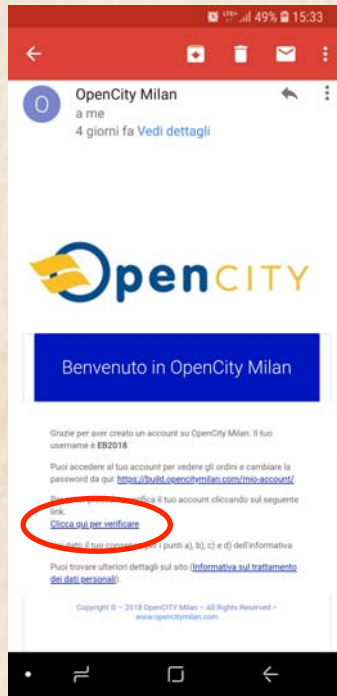 LTE+ 49% 15:33
O OpenCity Milan
a me
4 giorni fa Vedi dettagli
OpenCITY
Benvenuto in OpenCity Milan
Grazie per aver creato un account su OpenCity Milan. Il tuo
username è EB2018
Puoi accedere al tuo account per vedere gli ordini e cambiare la
password da qui: https://build.opencitymilan.com/mio-account/.
verifica il tuo account cliccando sul seguente
link.
Clicca qui per verificare
dato il tuo consenso per i punti a), b), c) e d) dell'informativa
Puoi trovare ulteriori dettagli sul sito (Informativa sul trattamento
dei dati personali).
Copyright © – 2018 OpenCITY Milan – All Rights Reserved –
www.opencitymilan.com